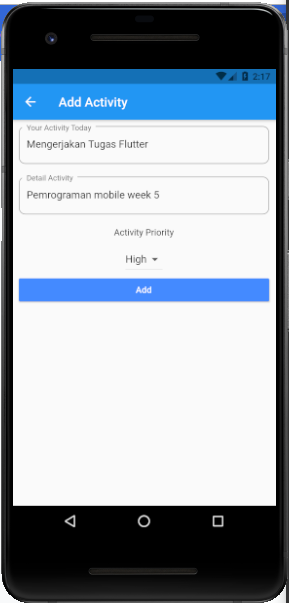 2:17
Add Activity
Your Activity Today
Mengerjakan Tugas Flutter
Detail Activity
Pemrograman mobile week 5
Activity Priority
High
Add